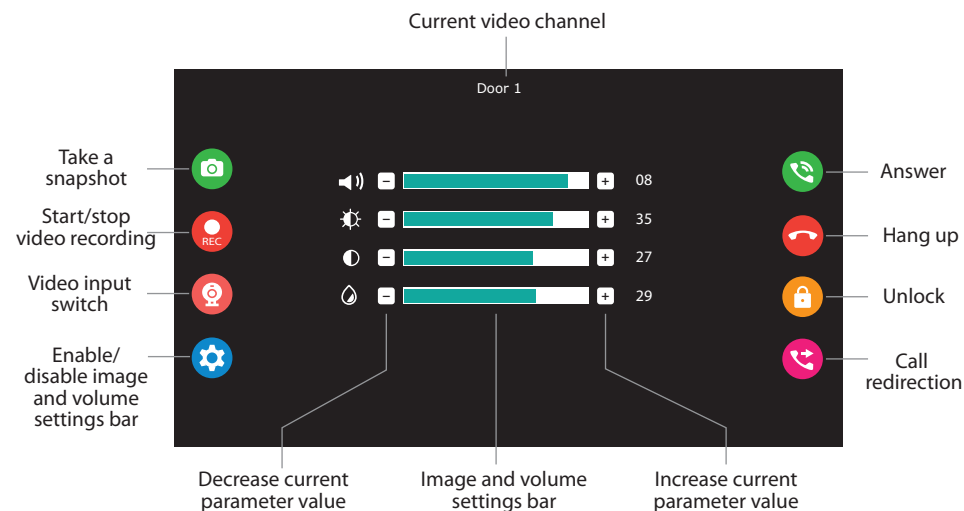 Current video channel
Door 1
Take a
snapshot
Start/stop
video recording
REC
Video input
switch
Enable/
disable image
and volume
settings bar
08
35
27
29
Answer
Hang up
Unlock
Call
redirection
Decrease current
parameter value
Image and volume
settings bar
Increase current
parameter value